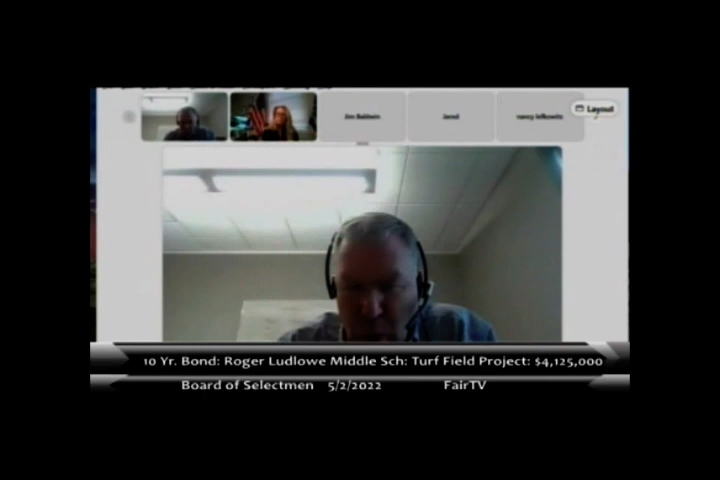 Jim Baldwin
Jared
nancy lefkowitz
Layout
10 Yr. Bond: Roger Ludlowe Middle Sch: Turf Field Project: $4,125,000
Board of Selectmen 5/2/2022 FairTV